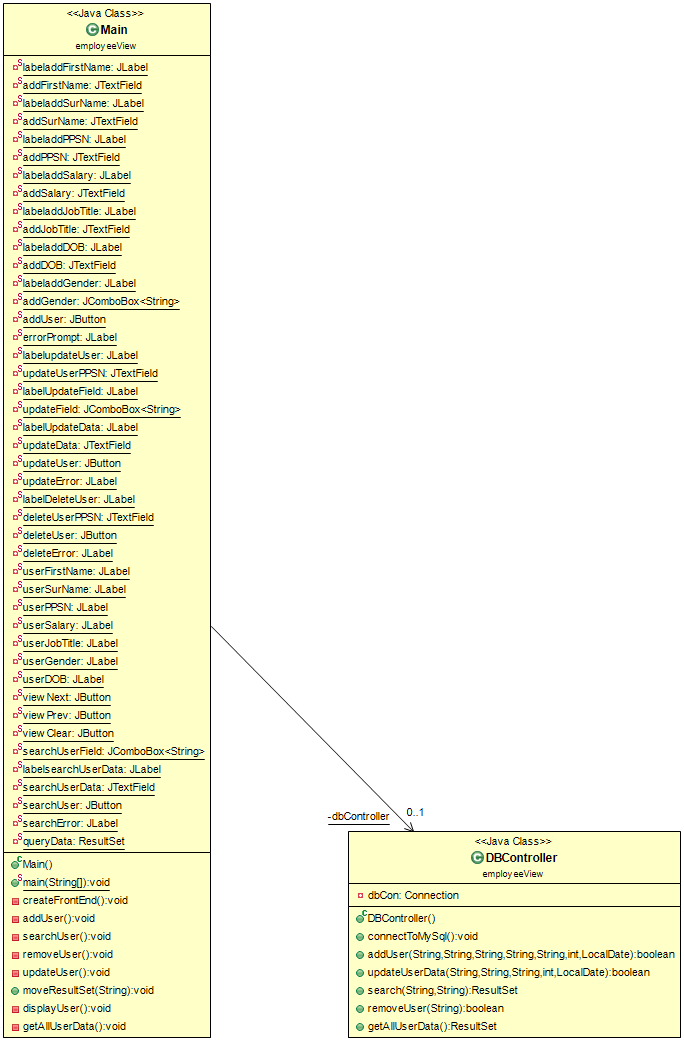 <<Java Class>>
Main
employeeView
labeladdFirstName: JLabel
addFirstName: JTextField
labeladdSurName: JLabel
addSurName: JTextField
labeladdPPSN: JLabel
addPPSN: JTextField
labeladdSalary: JLabel
addSalary: JTextField
labeladdJobTitle: JLabel
addJobTitle: JTextField
labeladdDOB: JLabel
addDOB: JTextField
labeladdGender: JLabel
addGender: JComboBox<String>
addUser: JButton
errorPrompt: JLabel
labelupdateUser: JLabel
updateUserPPSN: JTextField
labelUpdateField: JLabel
updateField: JComboBox<String>
labelUpdateData: JLabel
updateData: JTextField
updateUser: JButton
updateError: JLabel
labelDeleteUser: JLabel
deleteUserPPSN: JTextField
deleteUser: JButton
deleteError: JLabel
userFirstName: JLabel
userSurName: JLabel
userPPSN: JLabel
userSalary: JLabel
userJobTitle: JLabel
userGender: JLabel
userDOB: JLabel
viewNext: JButton
viewPrev: JButton
viewClear: JButton
searchUserField: JComboBox<String>
labelsearchUserData: JLabel
searchUserData: JTextField
searchUser: JButton
searchError: JLabel
queryData: ResultSet
Main()
main(String[]):void
createFrontEnd():void
addUser():void
searchUser():void
removeUser():void
updateUser():void
moveResultSet(String):void
displayUser():void
getAllUserData():void
-dbController
0..1
<<Java Class>>
DBController
employeeView
dbCon: Connection
DBController()
connectToMySql():void
addUser(String,String,String,String,String,int,LocalDate):boolean
updateUserData(String,String,String,int,LocalDate):boolean
search(String,String):ResultSet
removeUser(String):boolean
getAllUserData():ResultSet